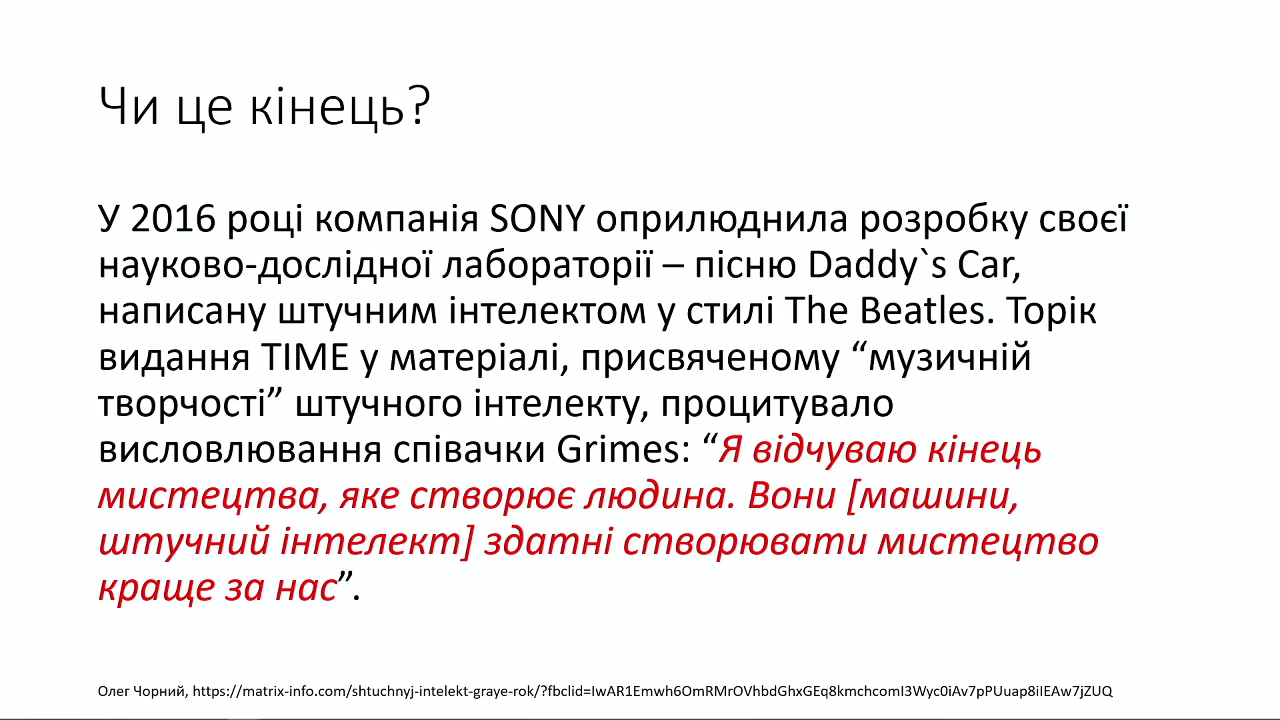 Чи це кінець?
У 2016 році компанія SONY оприлюднила розробку своєї
науково-дослідної лабораторії – пісню Daddy`s Car,
написану штучним інтелектом у стилі The Beatles. Торік
видання TIME у матеріалі, присвяченому “музичній
творчості” штучного інтелекту, процитувало
висловлювання співачки Grimes: “Я відчуваю кінець
мистецтва, яке створює людина. Вони [машини,
штучний інтелект] здатні створювати мистецтво
краще за нас”.
Олег Чорний, https://matrix-info.com/shtuchnyj-intelekt-graye-rok/?fbclid=IwAR1Emwh6OmRMrOVhbdGhxGEq8kmchcomI3Wyc0iAv7pPUuap8iIEAw7jZUQ